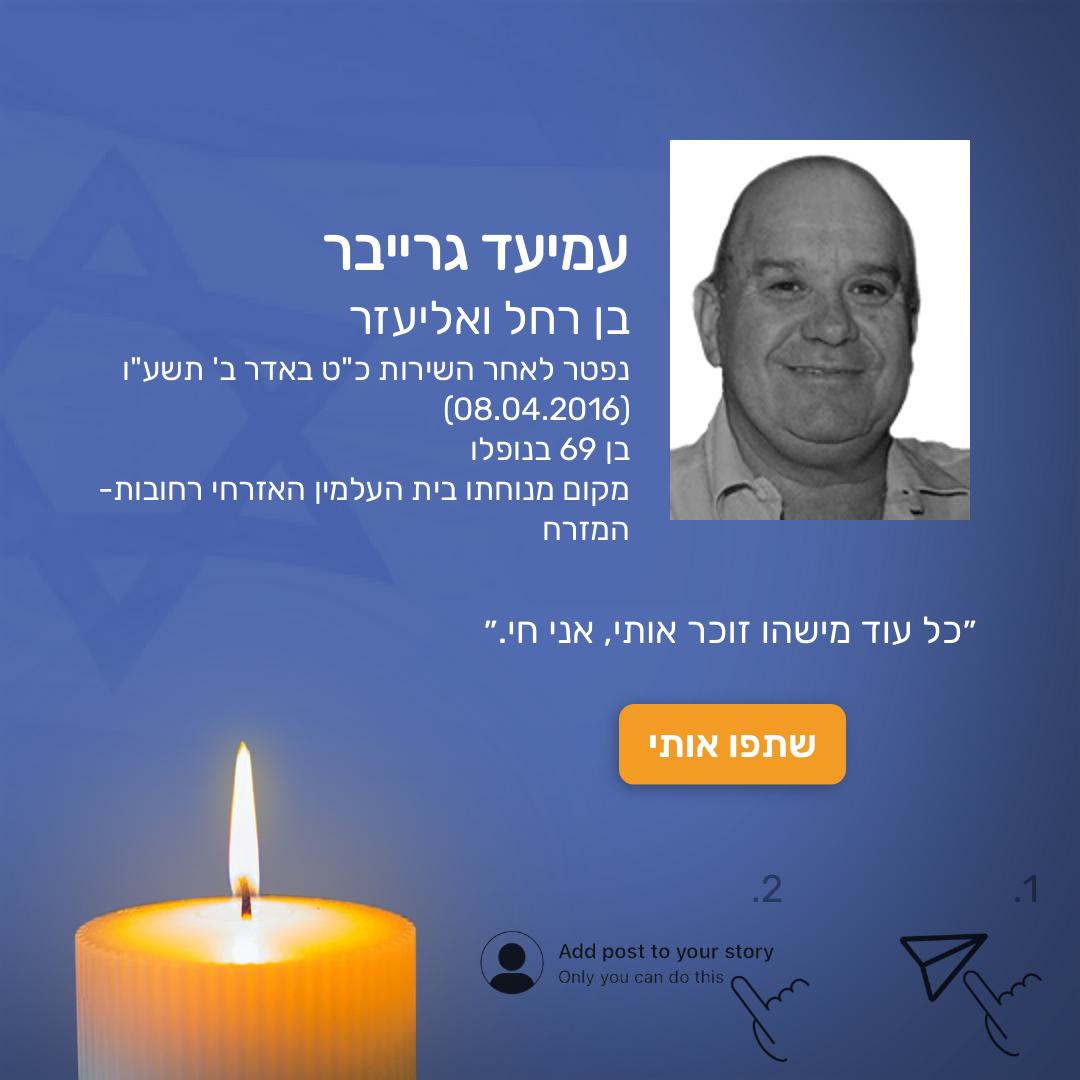 עמיעד גרייבר
בן רחל ואליעזר
נפטר לאחר השירות כ"ט באדר ב' תשע"ו
(08.04.2016)
בן 69 בנופלו
מקום מנוחתו בית העלמין האזרחי רחובות-
המזרח
״כל עוד מישהו זוכר אותי, אני חי.״
שתפו אותי
.1
.2
Add post to your story
Only you can do this